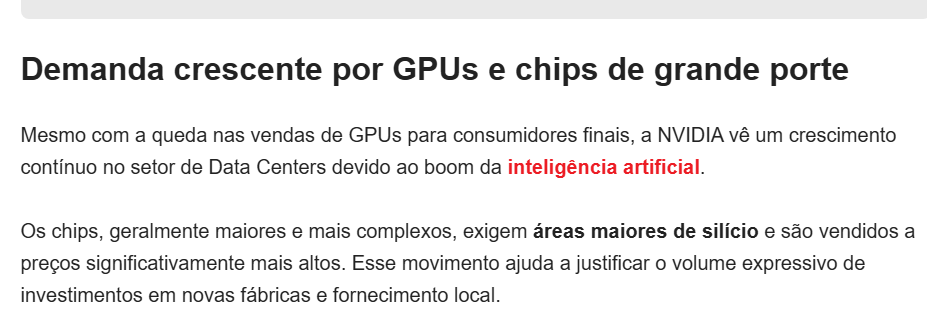 Demanda crescente por GPUs e chips de grande porte
Mesmo com a queda nas vendas de GPUs para consumidores finais, a NVIDIA vê um crescimento
contínuo no setor de Data Centers devido ao boom da inteligência artificial.
Os chips, geralmente maiores e mais complexos, exigem áreas maiores de silício e são vendidos a
preços significativamente mais altos. Esse movimento ajuda a justificar o volume expressivo de
investimentos em novas fábricas e fornecimento local.